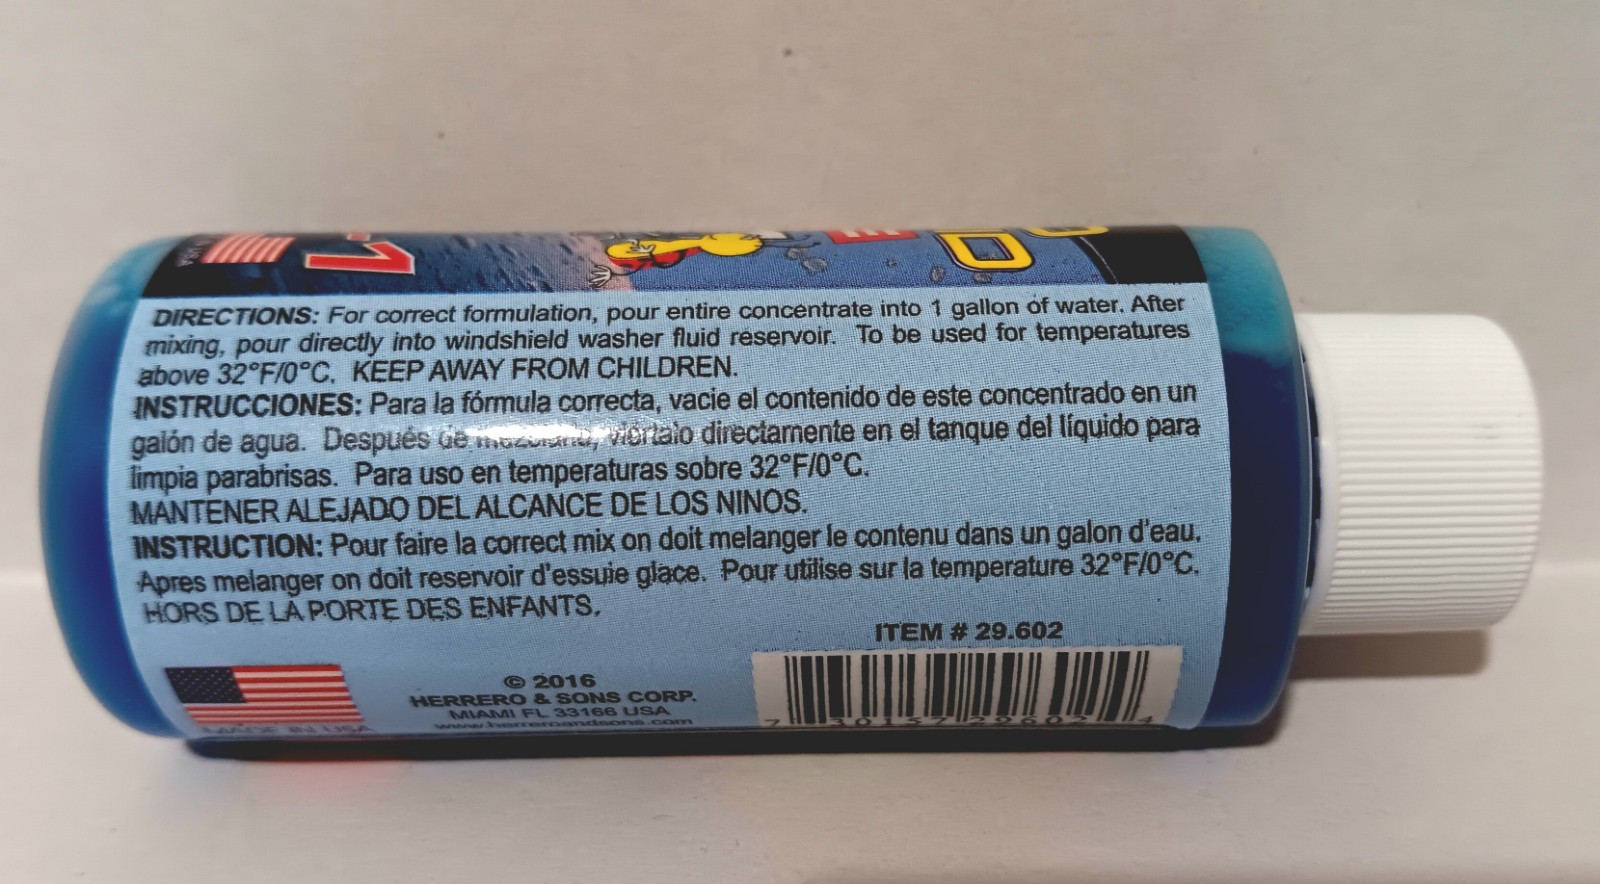 DIRECTIONS: For correct formulation, pour entire concentrate into 1 gallon of water. After
mixing, pour directly into windshield washer fluid reservoir. To be used for temperatures
above 32°F/0°C. KEEP AWAY FROM CHILDREN.
INSTRUCCIONES: Para la fórmula correcta, vacie el contenido de este concentrado en un
galón de agua. Después de mezclarlo, viértalo directamente en el tanque del líquido para
limpia parabrisas. Para uso en temperaturas sobre 32°F/0°C.
MANTENER ALEJADO DEL ALCANCE DE LOS NINOS.
INSTRUCTION: Pour faire la correct mix on doit melanger le contenu dans un galon d'eau.
Apres melanger on doit reservoir d'essuie glace. Pour utilise sur la temperature 32°F/0°C.
HORS DE LA PORTE DES ENFANTS.
ITEM # 29.602
© 2016
HERRERO & SONS CORP.
MIAMI FL 33166 USA
www.herreroandsons.com
MADE IN USA
7 30157 29602 4